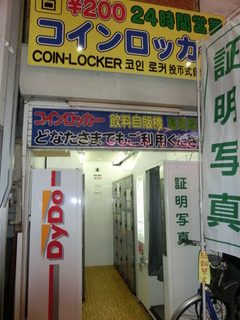 ¥200 24時間営
コインロッカ
COIN-LOCKER 코인 로커 投币式
コインロッカー 飲料自販機
どなたさまでもご利用くださ
DyDo
証明写真
証明写真